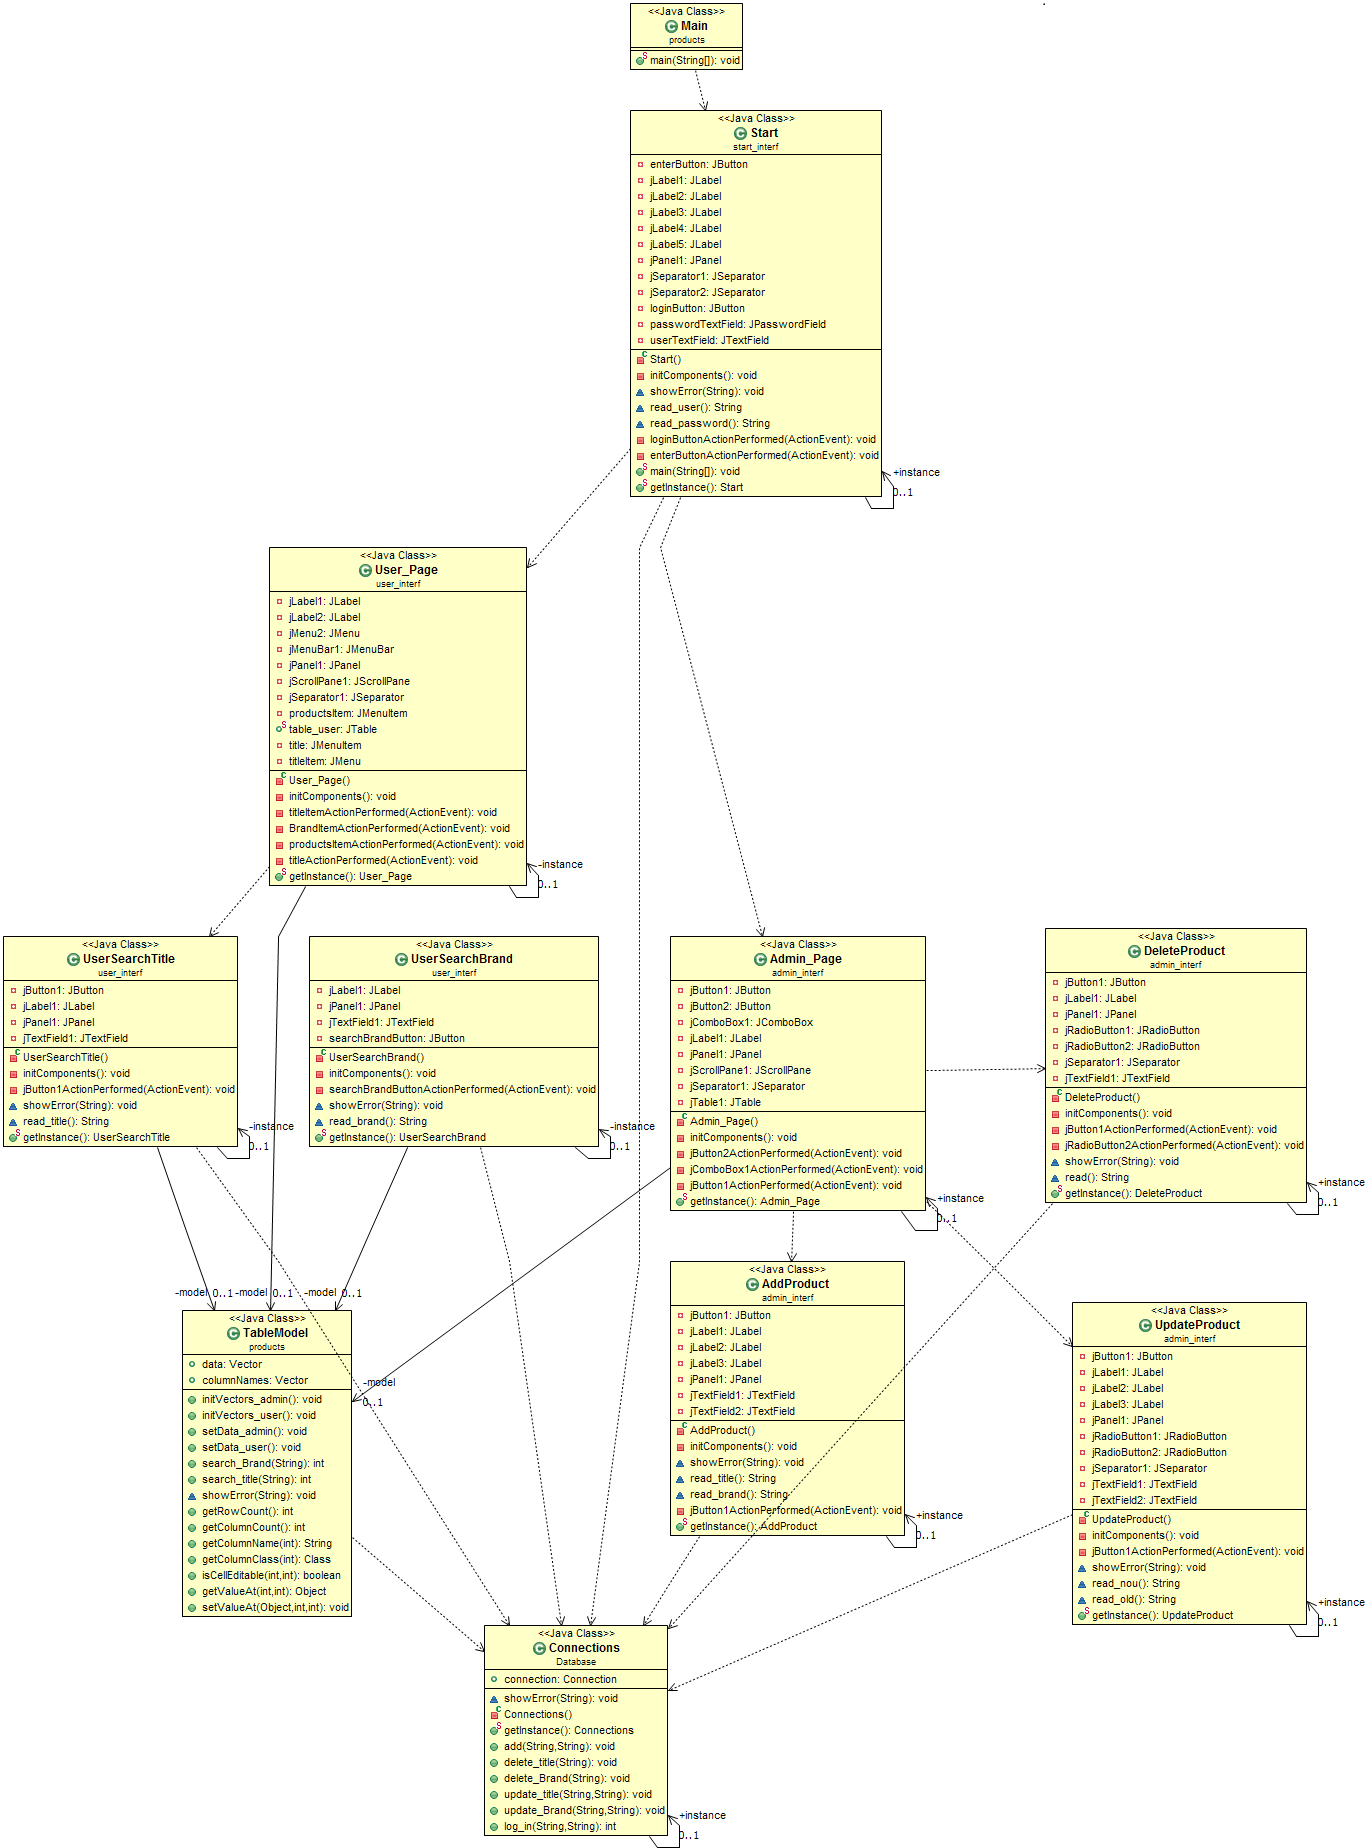 <<Java Class>>
Main
products
main(String[]): void
<<Java Class>>
Start
start_interf
enterButton: JButton
jLabel1: JLabel
jLabel2: JLabel
jLabel3: JLabel
jLabel4: JLabel
jLabel5: JLabel
jPanel1: JPanel
jSeparator1: JSeparator
jSeparator2: JSeparator
loginButton: JButton
passwordTextField: JPasswordField
userTextField: JTextField
Start()
initComponents(): void
showError(String): void
read_user(): String
read_password(): String
loginButtonActionPerformed(ActionEvent): void
enterButtonActionPerformed(ActionEvent): void
main(String[]): void
getInstance(): Start
+instance
0..1
<<Java Class>>
User_Page
user_interf
jLabel1: JLabel
jLabel2: JLabel
jMenu2: JMenu
jMenuBar1: JMenuBar
jPanel1: JPanel
jScrollPane1: JScrollPane
jSeparator1: JSeparator
productsItem: JMenuItem
table_user: JTable
title: JMenuItem
titleItem: JMenu
User_Page()
initComponents(): void
titleItemActionPerformed(ActionEvent): void
BrandItemActionPerformed(ActionEvent): void
productsItemActionPerformed(ActionEvent): void
titleActionPerformed(ActionEvent): void
getInstance(): User_Page
-instance
0..1
<<Java Class>>
UserSearchTitle
user_interf
jButton1: JButton
jLabel1: JLabel
jPanel1: JPanel
jTextField1: JTextField
UserSearchTitle()
initComponents(): void
jButton1ActionPerformed(ActionEvent): void
showError(String): void
read_title(): String
getInstance(): UserSearchTitle
-instance
0..1
<<Java Class>>
UserSearchBrand
user_interf
jLabel1: JLabel
jPanel1: JPanel
jTextField1: JTextField
searchBrandButton: JButton
UserSearchBrand()
initComponents(): void
searchBrandButtonActionPerformed(ActionEvent): void
showError(String): void
read_brand(): String
getInstance(): UserSearchBrand
-instance
0..1
<<Java Class>>
Admin_Page
admin_interf
jButton1: JButton
jButton2: JButton
jComboBox1: JComboBox
jLabel1: JLabel
jPanel1: JPanel
jScrollPane1: JScrollPane
jSeparator1: JSeparator
jTable1: JTable
Admin_Page()
initComponents(): void
jButton2ActionPerformed(ActionEvent): void
jComboBox1ActionPerformed(ActionEvent): void
jButton1ActionPerformed(ActionEvent): void
getInstance(): Admin_Page
+instance
0..1
<<Java Class>>
DeleteProduct
admin_interf
jButton1: JButton
jLabel1: JLabel
jPanel1: JPanel
jRadioButton1: JRadioButton
jRadioButton2: JRadioButton
jSeparator1: JSeparator
jTextField1: JTextField
DeleteProduct()
initComponents(): void
jButton1ActionPerformed(ActionEvent): void
jRadioButton2ActionPerformed(ActionEvent): void
showError(String): void
read(): String
getInstance(): DeleteProduct
+instance
0..1
-model 0..1
-model 0..1
-model 0..1
<<Java Class>>
TableModel
products
data: Vector
columnNames: Vector
initVectors_admin(): void
initVectors_user(): void
setData_admin(): void
setData_user(): void
search_Brand(String): int
search_title(String): int
showError(String): void
getRowCount(): int
getColumnCount(): int
getColumnName(int): String
getColumnClass(int): Class
isCellEditable(int,int): boolean
getValueAt(int,int): Object
setValueAt(Object,int,int): void
-model
0..1
<<Java Class>>
AddProduct
admin_interf
jButton1: JButton
jLabel1: JLabel
jLabel2: JLabel
jLabel3: JLabel
jPanel1: JPanel
jTextField1: JTextField
jTextField2: JTextField
AddProduct()
initComponents(): void
showError(String): void
read_title(): String
read_brand(): String
jButton1ActionPerformed(ActionEvent): void
getInstance(): AddProduct
+instance
0..1
<<Java Class>>
UpdateProduct
admin_interf
jButton1: JButton
jLabel1: JLabel
jLabel2: JLabel
jLabel3: JLabel
jPanel1: JPanel
jRadioButton1: JRadioButton
jRadioButton2: JRadioButton
jSeparator1: JSeparator
jTextField1: JTextField
jTextField2: JTextField
UpdateProduct()
initComponents(): void
jButton1ActionPerformed(ActionEvent): void
showError(String): void
read_nou(): String
read_old(): String
getInstance(): UpdateProduct
+instance
0..1
<<Java Class>>
Connections
Database
connection: Connection
showError(String): void
Connections()
getInstance(): Connections
add(String,String): void
delete_title(String): void
delete_Brand(String): void
update_title(String,String): void
update_Brand(String,String): void
log_in(String,String): int
+instance
0..1